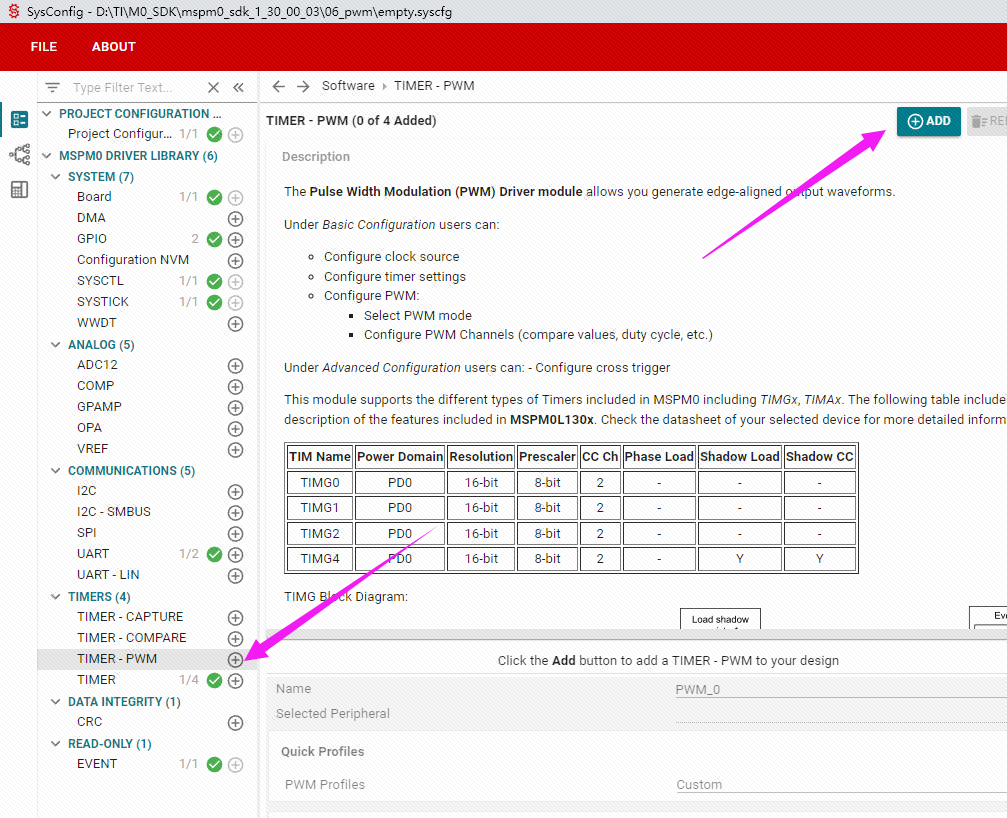 SysConfig - D:\TI\M0_SDK\mspm0_sdk_1_30_00_03\06_pwm\empty.syscfg
FILE ABOUT
Type Filter Text...
PROJECT CONFIGURATION ...
Project Configur... 1/1
MSPM0 DRIVER LIBRARY (6)
SYSTEM (7)
Board 1/1
DMA
GPIO 2
Configuration NVM
SYSCTL 1/1
SYSTICK 1/1
WWDT
ANALOG (5)
ADC12
COMP
GPAMP
OPA
VREF
COMMUNICATIONS (5)
I2C
I2C - SMBUS
SPI
UART 1/2
UART - LIN
TIMERS (4)
TIMER - CAPTURE
TIMER - COMPARE
TIMER - PWM
TIMER 1/4
DATA INTEGRITY (1)
CRC
READ-ONLY (1)
EVENT 1/1
Software TIMER - PWM
TIMER - PWM (0 of 4 Added)
ADD
RE
Description
The Pulse Width Modulation (PWM) Driver module allows you generate edge-aligned output waveforms.
Under Basic Configuration users can:
Configure clock source
Configure timer settings
Configure PWM:
Select PWM mode
Configure PWM Channels (compare values, duty cycle, etc.)
Under Advanced Configuration users can: - Configure cross trigger
This module supports the different types of Timers included in MSPM0 including TIMGx, TIMAx. The following table include
description of the features included in MSPM0L130x. Check the datasheet of your selected device for more detailed inform
TIM Name Power Domain Resolution Prescaler CC Ch Phase Load Shadow Load Shadow CC
TIMG0 PD0 16-bit 8-bit 2 - - -
TIMG1 PD0 16-bit 8-bit 2 - - -
TIMG2 PD0 16-bit 8-bit 2 - - -
TIMG4 PD0 16-bit 8-bit 2 - Y Y
TIMG Block Diagram:
Load shadow
Eve
Click the Add button to add a TIMER - PWM to your design
Name PWM_0
Selected Peripheral
Quick Profiles
PWM Profiles Custom